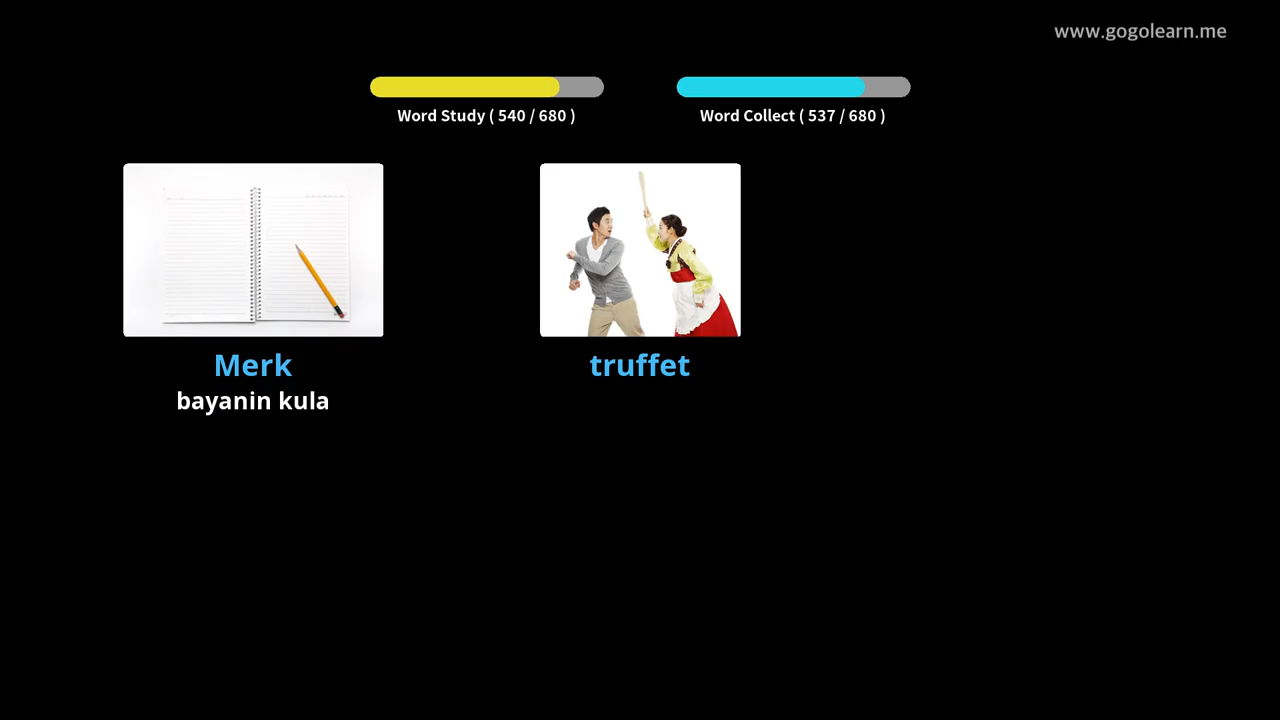 www.gogolearn.me
Word Study ( 540 / 680 )
Word Collect ( 537 / 680 )
Merk
bayanin kula
truffet